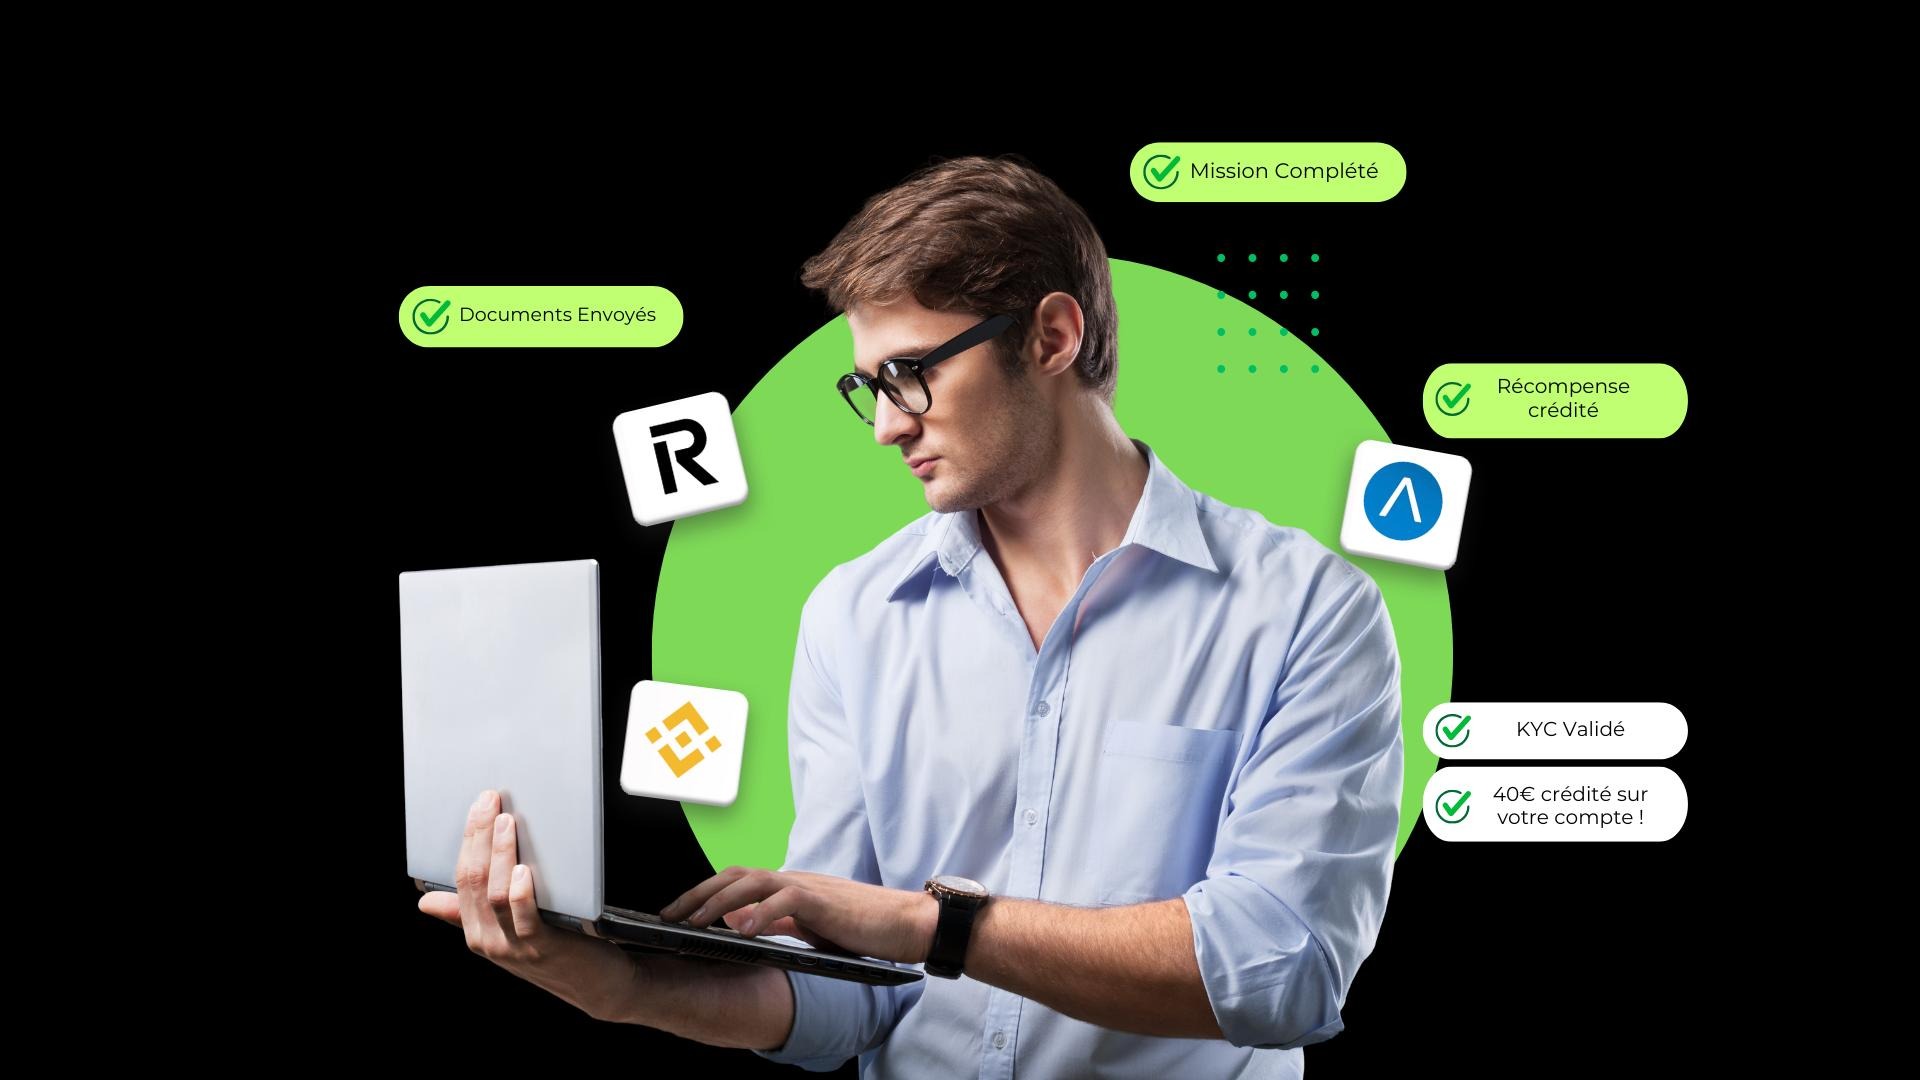 Mission Complété
Documents Envoyés
Récompense
crédité
KYC Validé
40€ crédité sur
votre compte !